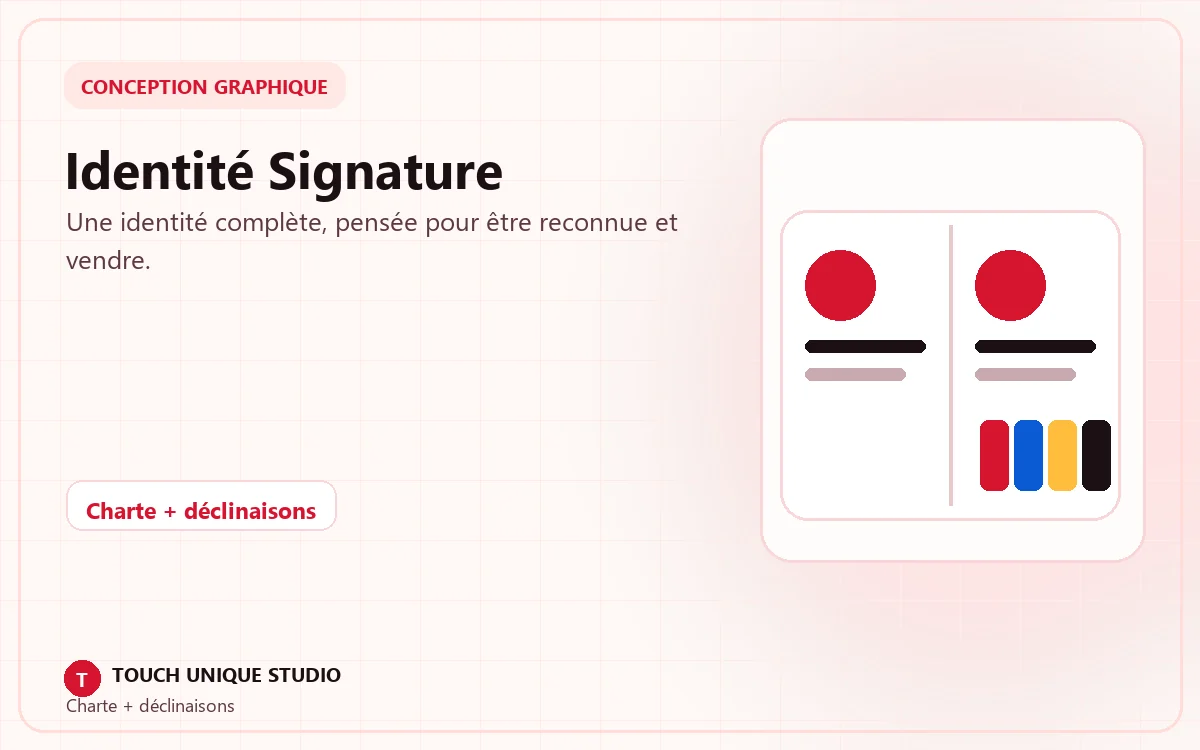 CONCEPTION GRAPHIQUE
Identité Signature
Une identité complète, pensée pour être reconnue et
vendre.
Charte + déclinaisons
T
TOUCH UNIQUE STUDIO
Charte + déclinaisons